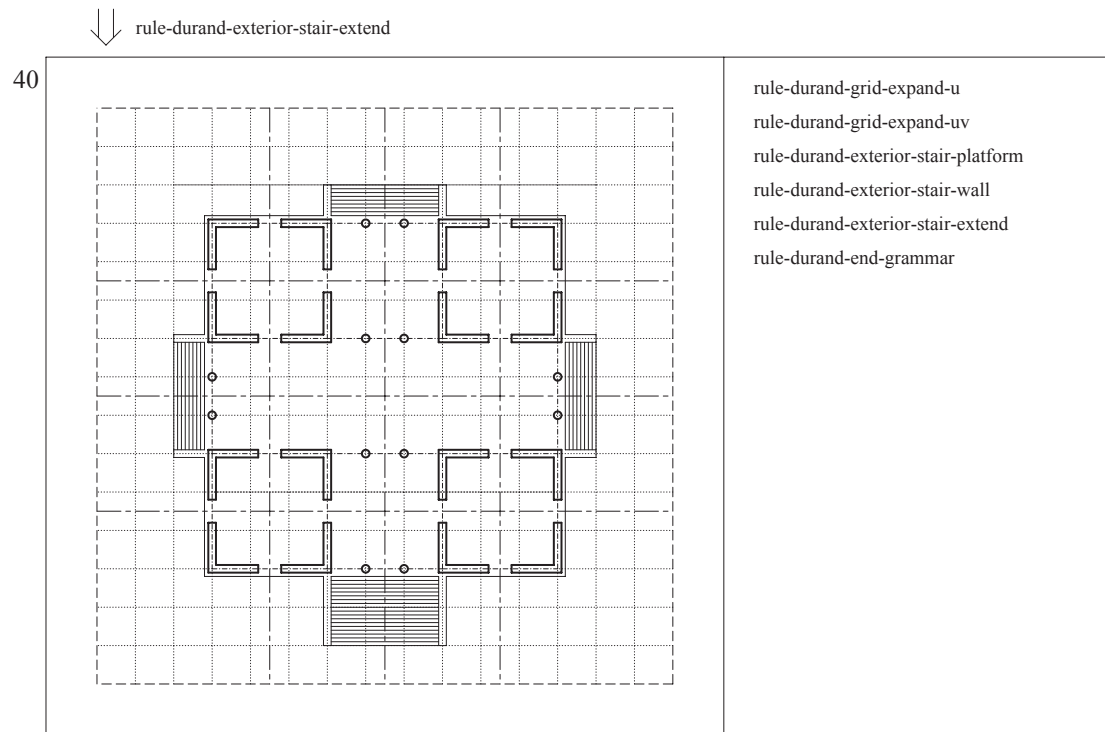 rule-durand-exterior-stair-extend
40
rule-durand-grid-expand-u
rule-durand-grid-expand-uv
rule-durand-exterior-stair-platform
rule-durand-exterior-stair-wall
rule-durand-exterior-stair-extend
rule-durand-end-grammar